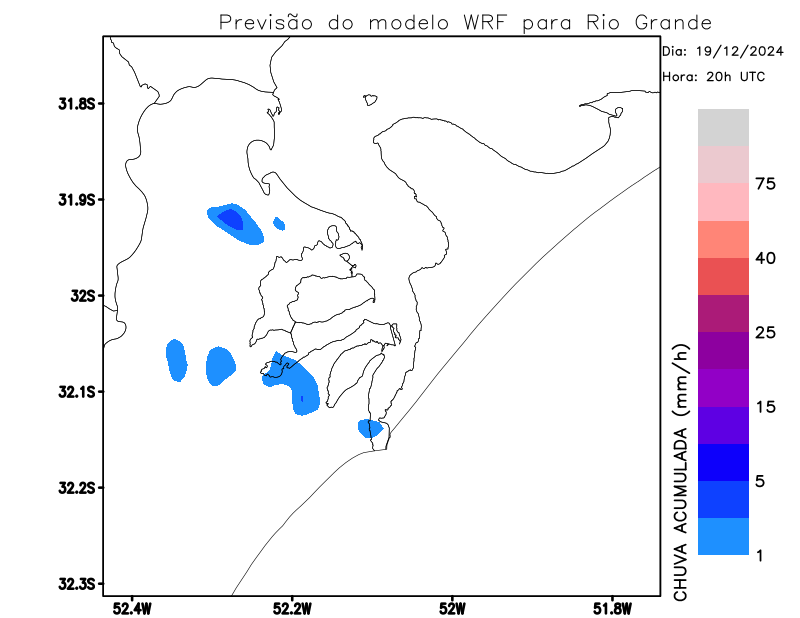 Previsão do modelo WRF para Rio Grande
Dia: 19/12/2024
Hora: 20h UTC
31.8S
31.9S
32S
32.1S
32.2S
32.3S
52.4W
52.2W
52W
51.8W
75
40
25
15
5
1
CHUVA ACUMULADA (mm/h)